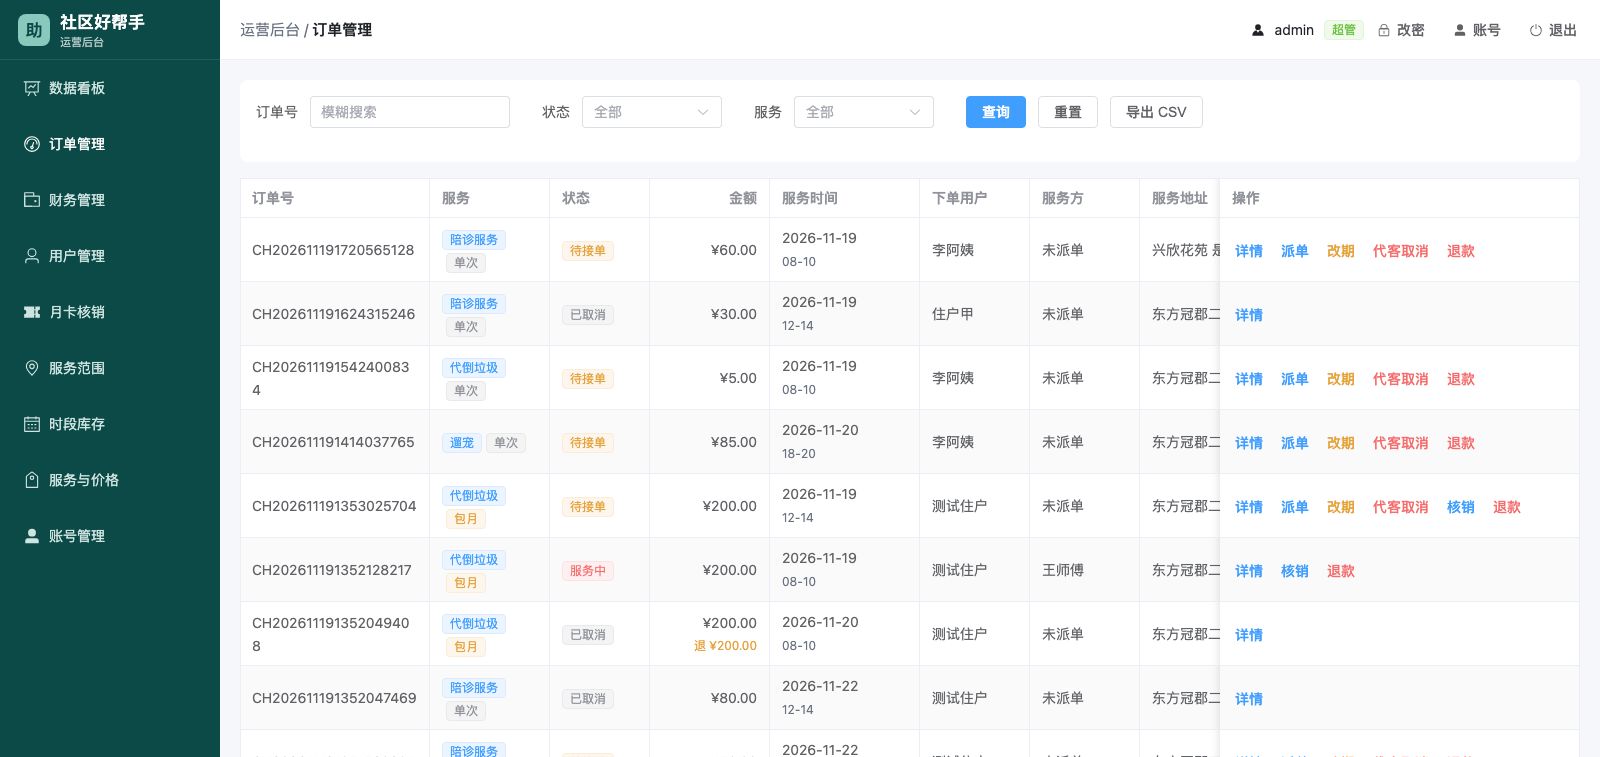 助
社区好帮手
运营后台
数据看板
订单管理
财务管理
用户管理
月卡核销
服务范围
时段库存
服务与价格
账号管理
运营后台 / 订单管理
admin 超管 改密 账号 退出
订单号 模糊搜索 状态 全部 服务 全部 查询 重置 导出 CSV
订单号 服务 状态 金额 服务时间 下单用户 服务方 服务地址 操作
CH202611191720565128 陪诊服务 单次 待接单 ¥60.00 2026-11-19 08-10 李阿姨 未派单 兴欣花苑 详情 派单 改期 代客取消 退款
CH202611191624315246 陪诊服务 单次 已取消 ¥30.00 2026-11-19 12-14 住户甲 未派单 东方冠郡二 详情
CH202611191542400834 代倒垃圾 单次 待接单 ¥5.00 2026-11-19 08-10 李阿姨 未派单 东方冠郡二 详情 派单 改期 代客取消 退款
CH202611191414037765 遛宠 单次 待接单 ¥85.00 2026-11-20 18-20 李阿姨 未派单 东方冠郡二 详情 派单 改期 代客取消 退款
CH202611191353025704 代倒垃圾 包月 待接单 ¥200.00 2026-11-19 12-14 测试住户 未派单 东方冠郡二 详情 派单 改期 代客取消 核销 退款
CH202611191352128217 代倒垃圾 包月 服务中 ¥200.00 2026-11-19 08-10 测试住户 王师傅 东方冠郡二 详情 核销 退款
CH202611191352049408 代倒垃圾 包月 已取消 ¥200.00 退 ¥200.00 2026-11-20 08-10 测试住户 未派单 东方冠郡二 详情
CH202611191352047469 陪诊服务 单次 已取消 ¥80.00 2026-11-22 12-14 测试住户 未派单 东方冠郡二 详情
陪诊服务 2026-11-22